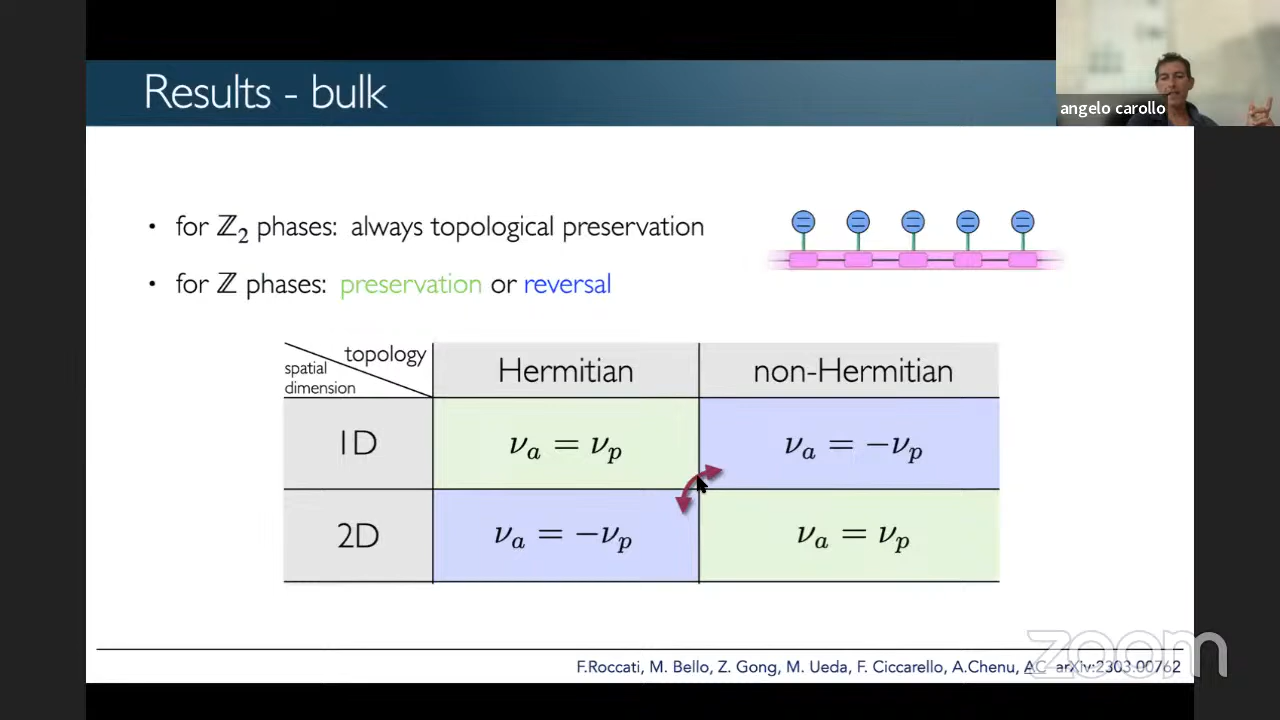 Results - bulk
angelo carollo
• for ℤ₂ phases: always topological preservation
• for ℤ phases: preservation or reversal
topology
spatial
dimension
Hermitian
non-Hermitian
1D
νₐ = νₚ
νₐ = −νₚ
2D
νₐ = −νₚ
νₐ = νₚ
zoom
F.Roccati, M. Bello, Z. Gong, M. Ueda, F. Ciccarello, A.Chenu, AC arXiv:2303:00762